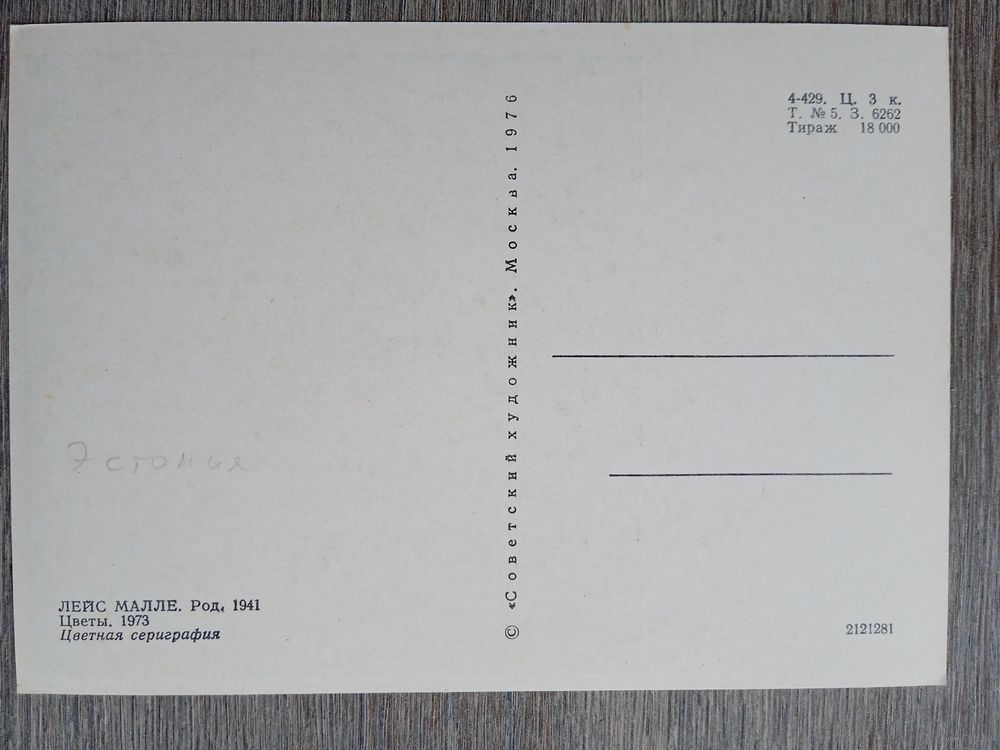 4-429. Ц. 3 к.
Т. № 5. З. 6262
Тираж 18 000
© «Советский художник». Москва. 1976
Эстония
ЛЕЙС МАЛЛЕ. Род. 1941
Цветы. 1973
Цветная сериграфия
2121281